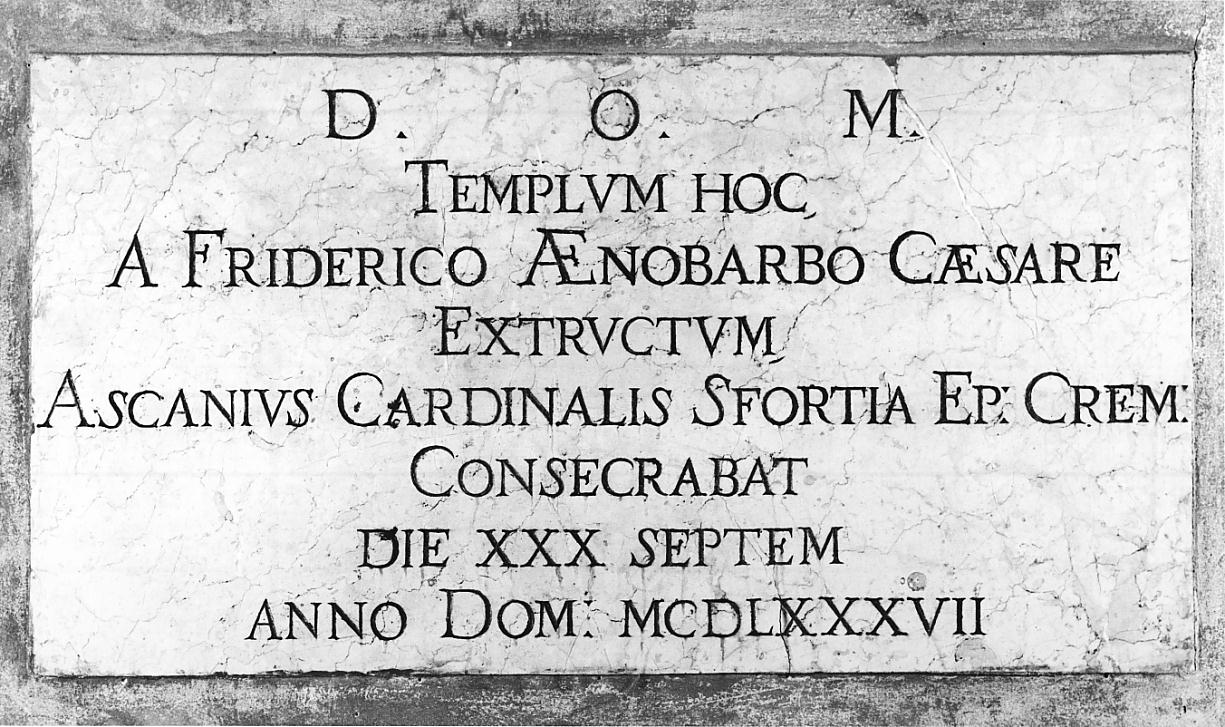 D. O. M.
TEMPLVM HOC
A FRIDERICO ÆNOBARBO CÆSARE
EXTRVCTVM
ASCANIVS CARDINALIS SFORTIA EP: CREM:
CONSECRABAT
DIE XXX SEPTEM
ANNO DOM: MCDLXXXVII